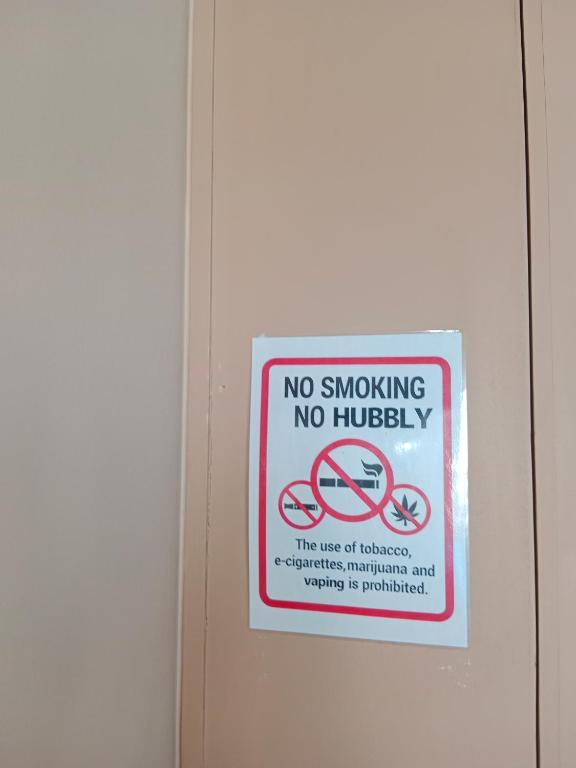 NO SMOKING
NO HUBBLY
The use of tobacco,
e-cigarettes,marijuana and
vaping is prohibited.